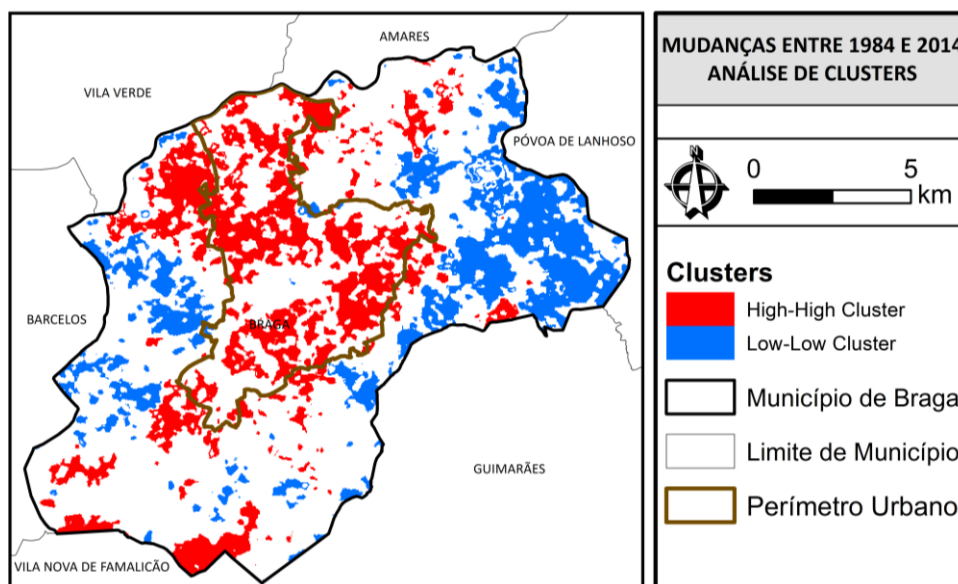 AMARES
VILA VERDE
PÓVOA DE LANHOSO
BARCELOS
BRAGA
GUIMARÃES
VILA NOVA DE FAMALICÃO
MUDANÇAS ENTRE 1984 E 2014
ANÁLISE DE CLUSTERS
N
0 5
km
Clusters
High-High Cluster
Low-Low Cluster
Município de Braga
Limite de Município
Perímetro Urbano